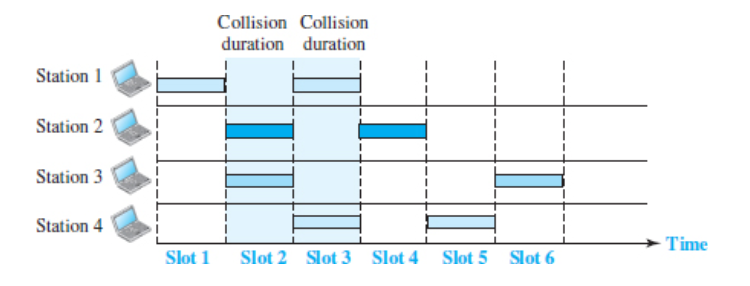 Collision Collision
duration duration
Station 1
Station 2
Station 3
Station 4
Time
Slot 1 Slot 2 Slot 3 Slot 4 Slot 5 Slot 6